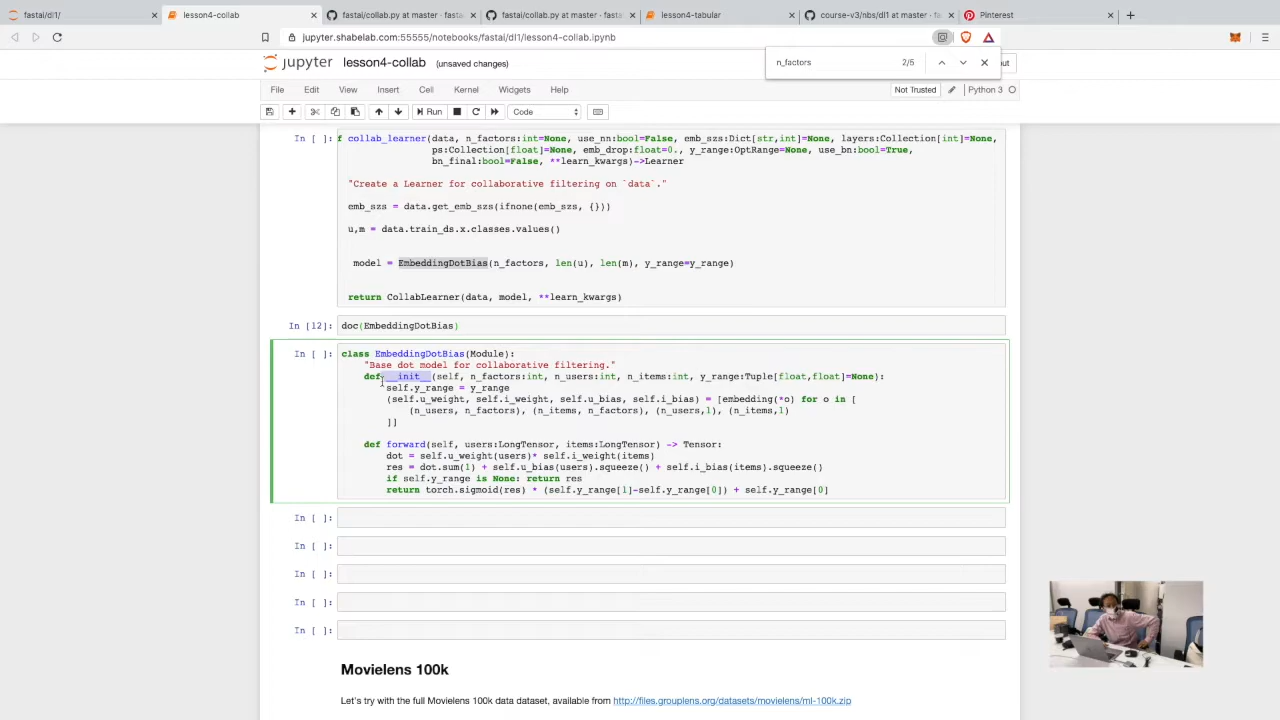 fastai/dl1/
lesson4-collab
fastai/collab.py at master · fastai
fastai/collab.py at master · fastai
lesson4-tabular
course-v3/nbs/dl1 at master · fast
Pinterest
jupyter.shabelab.com:55555/notebooks/fastai/dl1/lesson4-collab.ipynb
n_factors 2/5
jupyter lesson4-collab (unsaved changes)
File Edit View Insert Cell Kernel Widgets Help
Not Trusted Python 3
Run Code
In [ ]: f collab_learner(data, n_factors:int=None, use_nn:bool=False, emb_szs:Dict[str,int]=None, layers:Collection[int]=None,
ps:Collection[float]=None, emb_drop:float=0., y_range:OptRange=None, use_bn:bool=True,
bn_final:bool=False, **learn_kwargs)->Learner
"Create a Learner for collaborative filtering on `data`."
emb_szs = data.get_emb_szs(ifnone(emb_szs, {}))
u,m = data.train_ds.x.classes.values()
model = EmbeddingDotBias(n_factors, len(u), len(m), y_range=y_range)
return CollabLearner(data, model, **learn_kwargs)
In [12]: doc(EmbeddingDotBias)
In [ ]: class EmbeddingDotBias(Module):
"Base dot model for collaborative filtering."
def __init__(self, n_factors:int, n_users:int, n_items:int, y_range:Tuple[float,float]=None):
self.y_range = y_range
(self.u_weight, self.i_weight, self.u_bias, self.i_bias) = [embedding(*o) for o in [
(n_users, n_factors), (n_items, n_factors), (n_users,1), (n_items,1)
]]
def forward(self, users:LongTensor, items:LongTensor) -> Tensor:
dot = self.u_weight(users)* self.i_weight(items)
res = dot.sum(1) + self.u_bias(users).squeeze() + self.i_bias(items).squeeze()
if self.y_range is None: return res
return torch.sigmoid(res) * (self.y_range[1]-self.y_range[0]) + self.y_range[0]
In [ ]:
In [ ]:
In [ ]:
In [ ]:
In [ ]:
Movielens 100k
Let's try with the full Movielens 100k data dataset, available from http://files.grouplens.org/datasets/movielens/ml-100k.zip